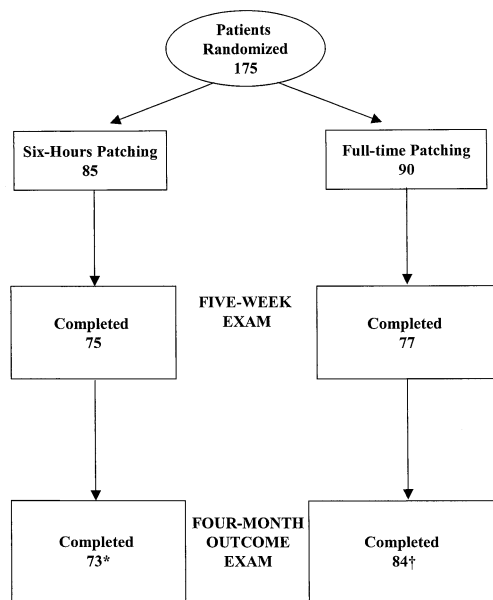 Patients
Randomized
175
Six-Hours Patching
85
Full-time Patching
90
FIVE-WEEK
EXAM
Completed
75
Completed
77
FOUR-MONTH
OUTCOME
EXAM
Completed
73*
Completed
84†